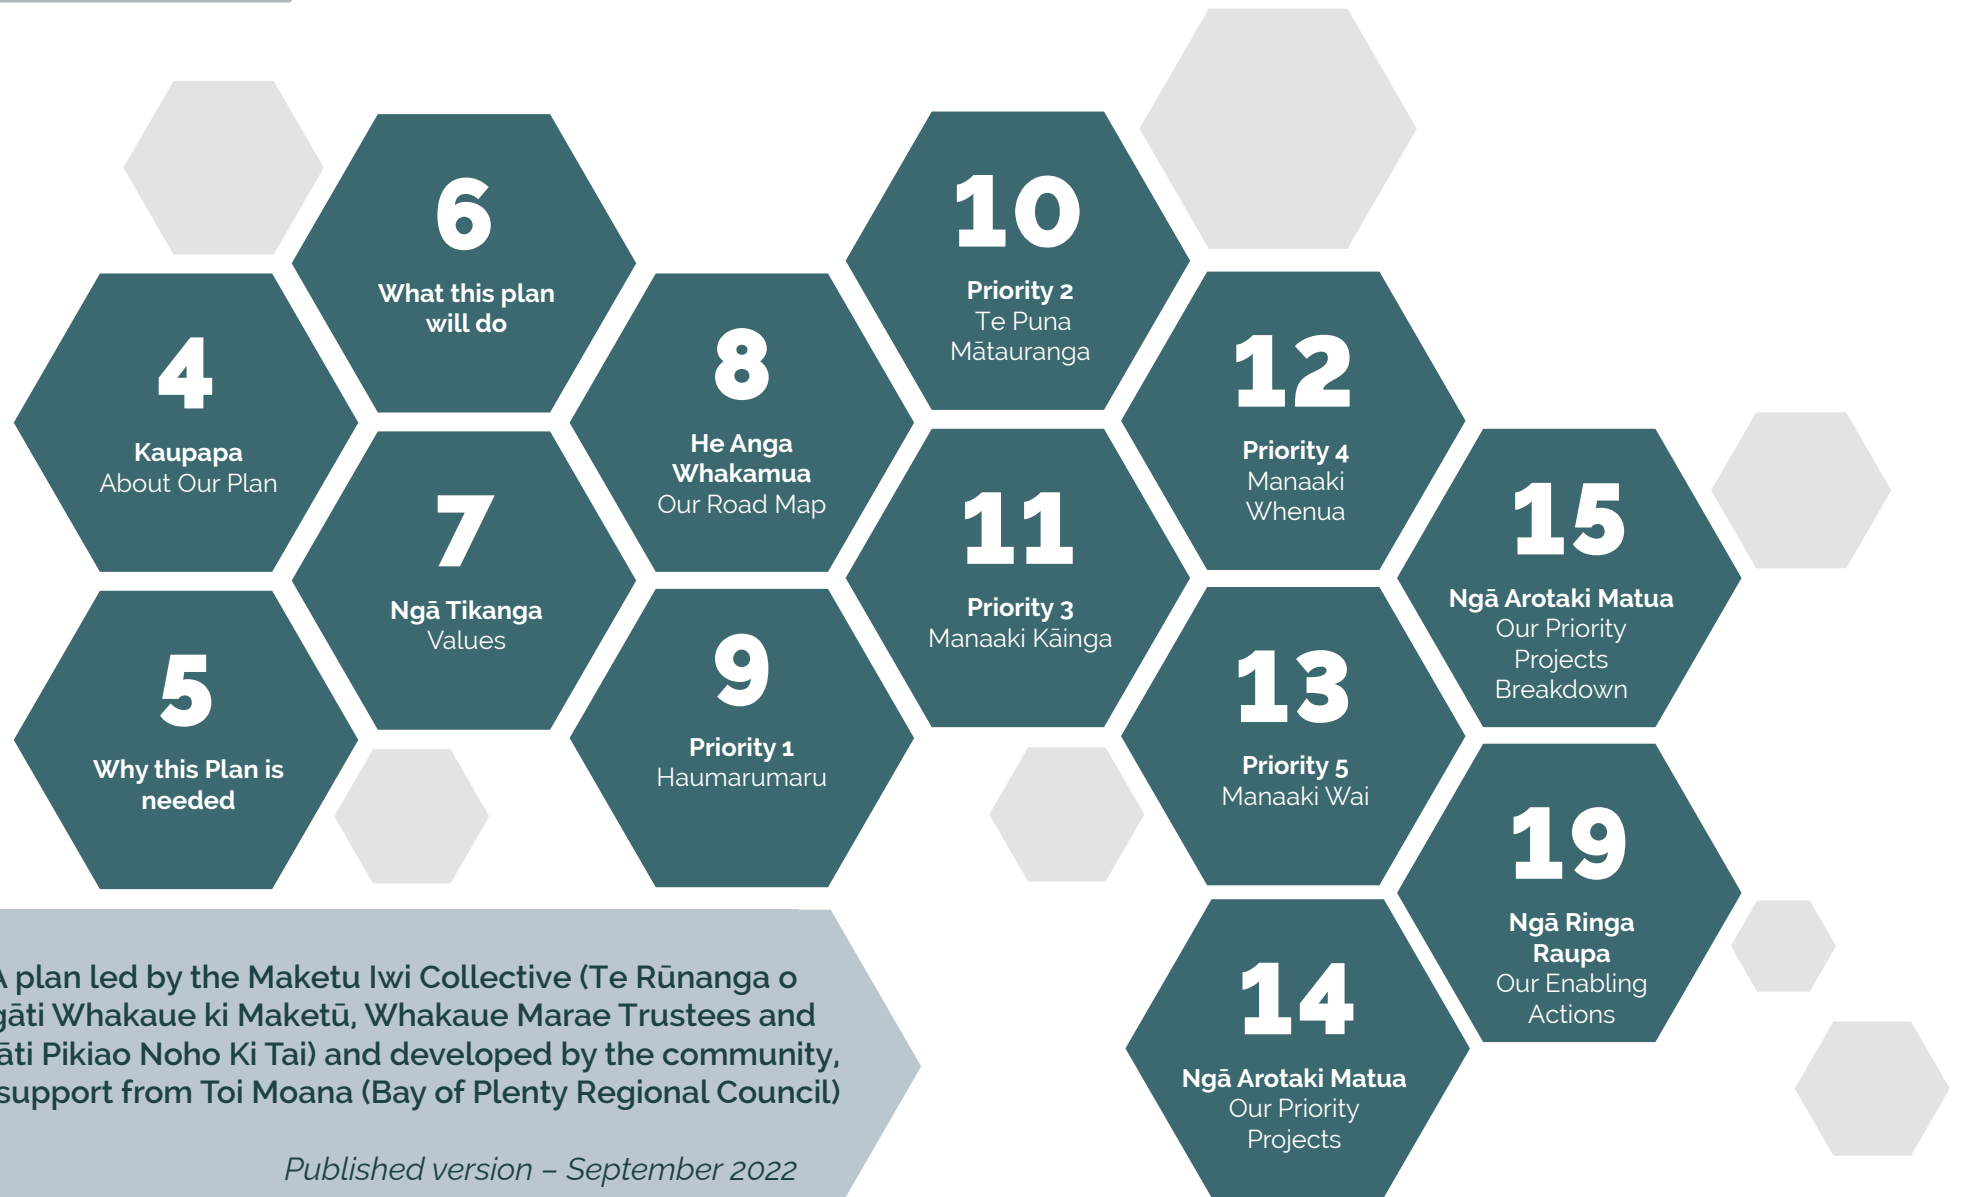 4
Kaupapa
About Our Plan
5
Why this Plan is
needed
6
What this plan
will do
7
Ngā Tikanga
Values
8
He Anga
Whakamua
Our Road Map
9
Priority 1
Haumarumaru
10
Priority 2
Te Puna
Mātauranga
11
Priority 3
Manaaki Kāinga
12
Priority 4
Manaaki
Whenua
13
Priority 5
Manaaki Wai
14
Ngā Arotaki Matua
Our Priority
Projects
15
Ngā Arotaki Matua
Our Priority
Projects
Breakdown
19
Ngā Ringa
Raupa
Our Enabling
Actions
A plan led by the Maketu Iwi Collective (Te Rūnanga o
gāti Whakaue ki Maketū, Whakaue Marae Trustees and
āti Pikiao Noho Ki Tai) and developed by the community,
support from Toi Moana (Bay of Plenty Regional Council)
Published version – September 2022